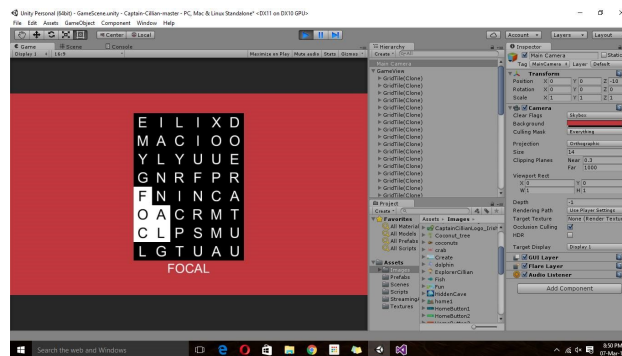 Unity Personal (64bit) - GameScene.unity - Captain-Cillian-master - PC, Mac & Linux Standalone* <DX11 on DX10 GPU>
File Edit Assets GameObject Component Window Help
Center Local
Account Layers Layout
Game Scene Console
Display 1 16:9 Maximise on Play Mute audio Stats Gizmos
E I L I X D
M A C I O O
Y L Y U U E
G N R F P R
F N I N C A
O A C R M T
C L P S M U
L G T U A U
FOCAL
Hierarchy
Create
Main Camera
GameView
GridTile(Clone)
GridTile(Clone)
GridTile(Clone)
GridTile(Clone)
GridTile(Clone)
GridTile(Clone)
GridTile(Clone)
GridTile(Clone)
GridTile(Clone)
GridTile(Clone)
GridTile(Clone)
GridTile(Clone)
GridTile(Clone)
Project
Create
Favorites
All Material
All Models
All Prefabs
All Scripts
Assets
Images
Prefabs
Scenes
Scripts
Streaming
Textures
Assets Images
CaptainCillianLogo_Irish
Coconut_tree
coconuts
crab
Create
dolphin
ExplorerCillian
Fish
Fun
HiddenCave
home1
HomeButton1
HomeButton2
Inspector
Main Camera Static
Tag MainCamera Layer Default
Transform
Position X 0 Y 0 Z -10
Rotation X 0 Y 0 Z 0
Scale X 1 Y 1 Z 1
Camera
Clear Flags Skybox
Background
Culling Mask Everything
Projection Orthographic
Size 14
Clipping Planes Near 0.3
Far 1000
Viewport Rect
X 0 Y 0
W 1 H 1
Depth -1
Rendering Path Use Player Settings
Target Texture None (Render Textur
Occlusion Culling
HDR
Target Display Display 1
GUI Layer
Flare Layer
Audio Listener
Add Component
Search the web and Windows
8:50 PM
07-Mar-1